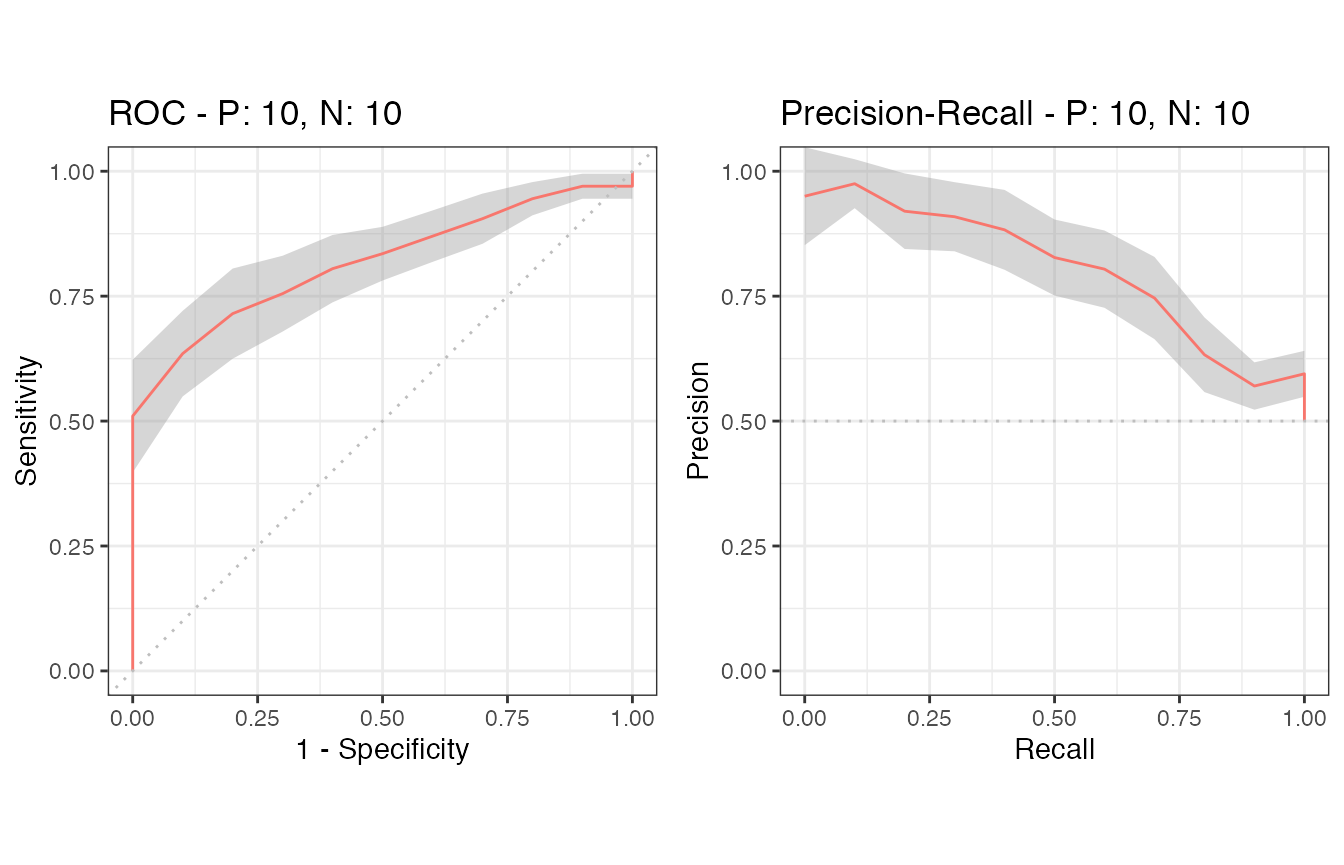 ROC - P: 10, N: 10
Sensitivity
1.00
0.75
0.50
0.25
0.00
0.00 0.25 0.50 0.75 1.00
1 - Specificity
Precision-Recall - P: 10, N: 10
Precision
1.00
0.75
0.50
0.25
0.00
0.00 0.25 0.50 0.75 1.00
Recall